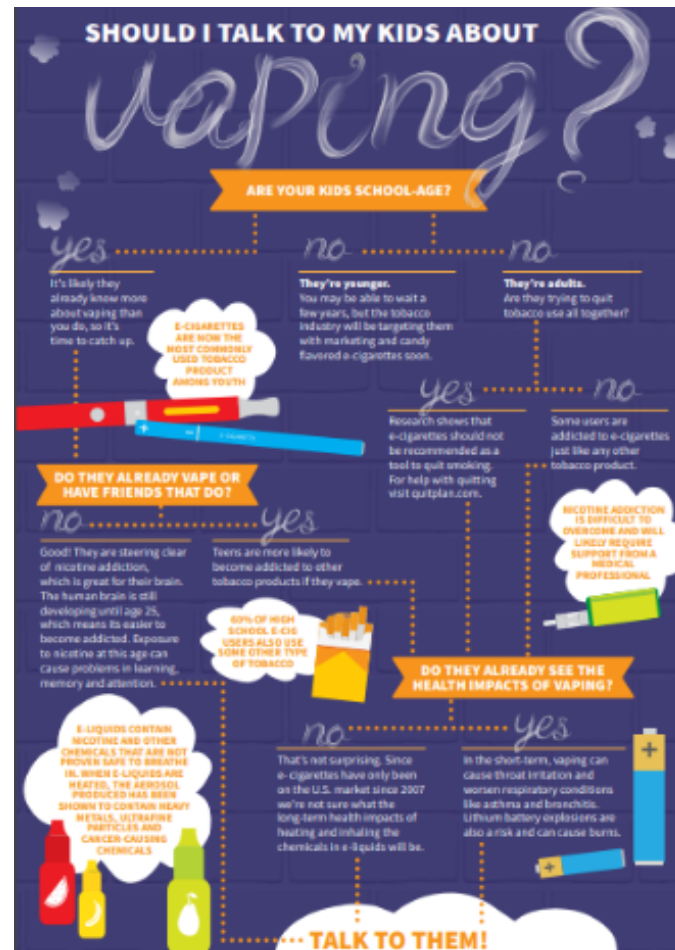 SHOULD I TALK TO MY KIDS ABOUT
vaping?
ARE YOUR KIDS SCHOOL-AGE?
yes
It's likely they
already know more
about vaping than
you do, so it's
time to catch up.
no
They're younger.
You may be able to wait a
few years, but the tobacco
industry will be targeting them
with marketing and candy
flavored e-cigarettes soon.
no
They're adults.
Are they trying to quit
tobacco use all together?
E-CIGARETTES
ARE NOW THE
MOST COMMONLY
USED TOBACCO
PRODUCT
AMONG YOUTH
E-CIGARETTE
yes
Research shows that
e-cigarettes should not
be recommended as a
tool to quit smoking.
For help with quitting
visit quitplan.com.
no
Some users are
addicted to e-cigarettes
just like any other
tobacco product.
NICOTINE ADDICTION
IS DIFFICULT TO
OVERCOME AND WILL
LIKELY REQUIRE
SUPPORT FROM A
MEDICAL
PROFESSIONAL
DO THEY ALREADY VAPE OR
HAVE FRIENDS THAT DO?
no
Good! They are steering clear
of nicotine addiction,
which is great for their brain.
The human brain is still
developing until age 25,
which means its easier to
become addicted. Exposure
to nicotine at this age can
cause problems in learning,
memory and attention.
yes
Teens are more likely to
become addicted to other
tobacco products if they vape.
60% OF HIGH
SCHOOL E-CIG
USERS ALSO USE
SOME OTHER TYPE
OF TOBACCO
DO THEY ALREADY SEE THE
HEALTH IMPACTS OF VAPING?
no
That's not surprising. Since
e- cigarettes have only been
on the U.S. market since 2007
we're not sure what the
long-term health impacts of
heating and inhaling the
chemicals in e-liquids will be.
yes
In the short-term, vaping can
cause throat irritation and
worsen respiratory conditions
like asthma and bronchitis.
Lithium battery explosions are
also a risk and can cause burns.
E-LIQUIDS CONTAIN
NICOTINE AND OTHER
CHEMICALS THAT ARE NOT
PROVEN SAFE TO BREATHE
IN. WHEN E-LIQUIDS ARE
HEATED, THE AEROSOL
PRODUCED HAS BEEN
SHOWN TO CONTAIN HEAVY
METALS, ULTRAFINE
PARTICLES AND
CANCER-CAUSING
CHEMICALS
TALK TO THEM!